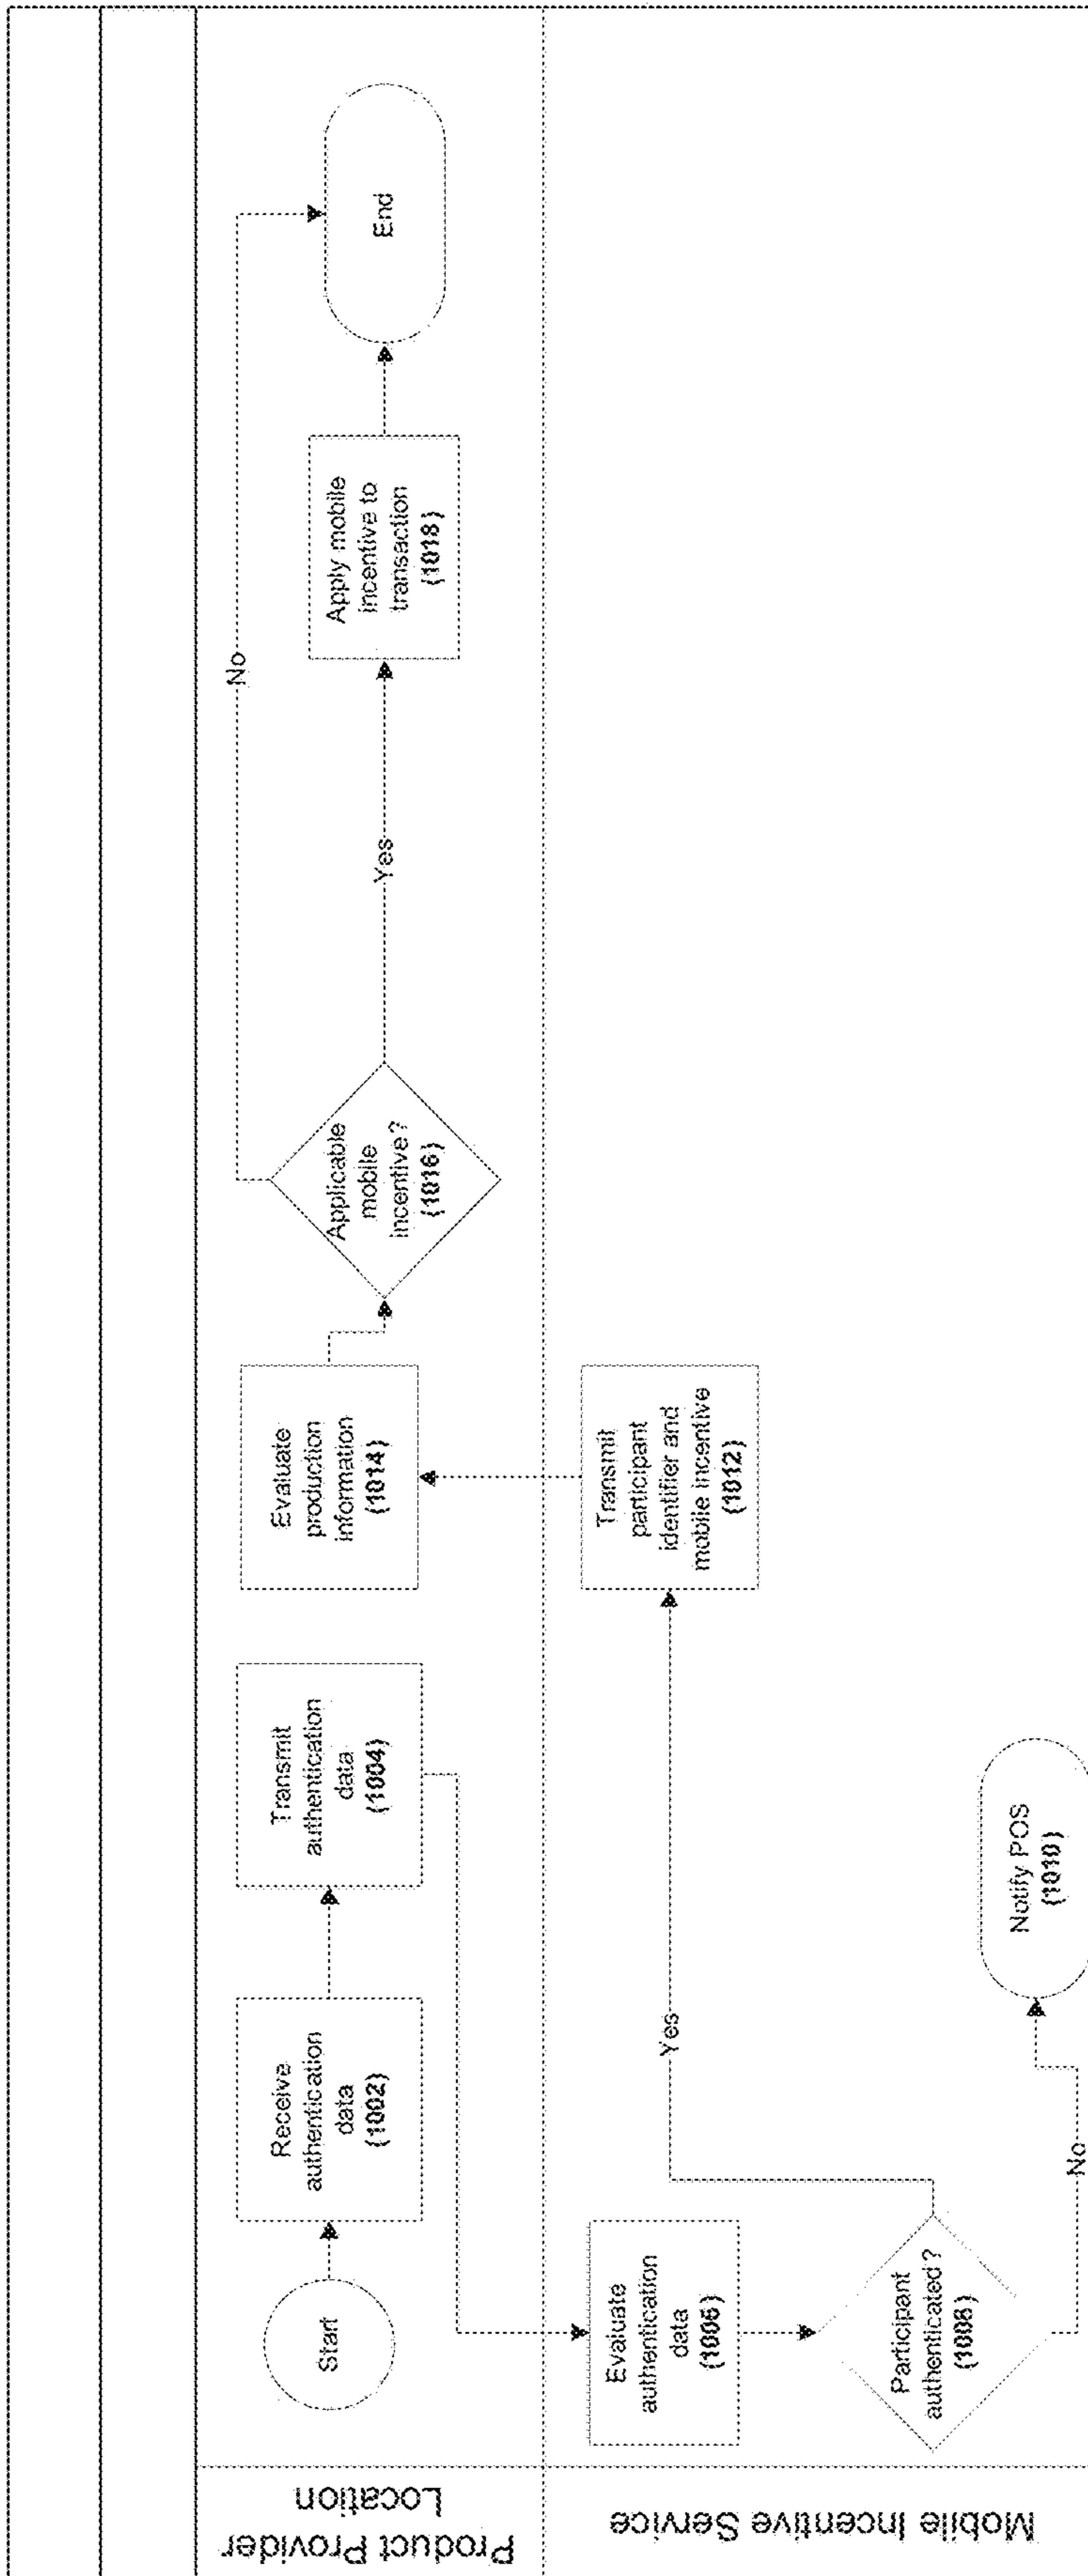 Product Provider
Location
Start
Receive
authentication
data
(1002)
Transmit
authentication
data
(1004)
Evaluate
production
information
(1014)
Applicable
mobile
incentive?
(1016)
No
Yes
Apply mobile
incentive to
transaction
(1018)
End
Mobile Incentive Service
Evaluate
authentication
data
(1006)
Participant
authenticated?
(1008)
Yes
No
Transmit
participant
identifier and
mobile incentive
(1012)
Notify POS
(1010)